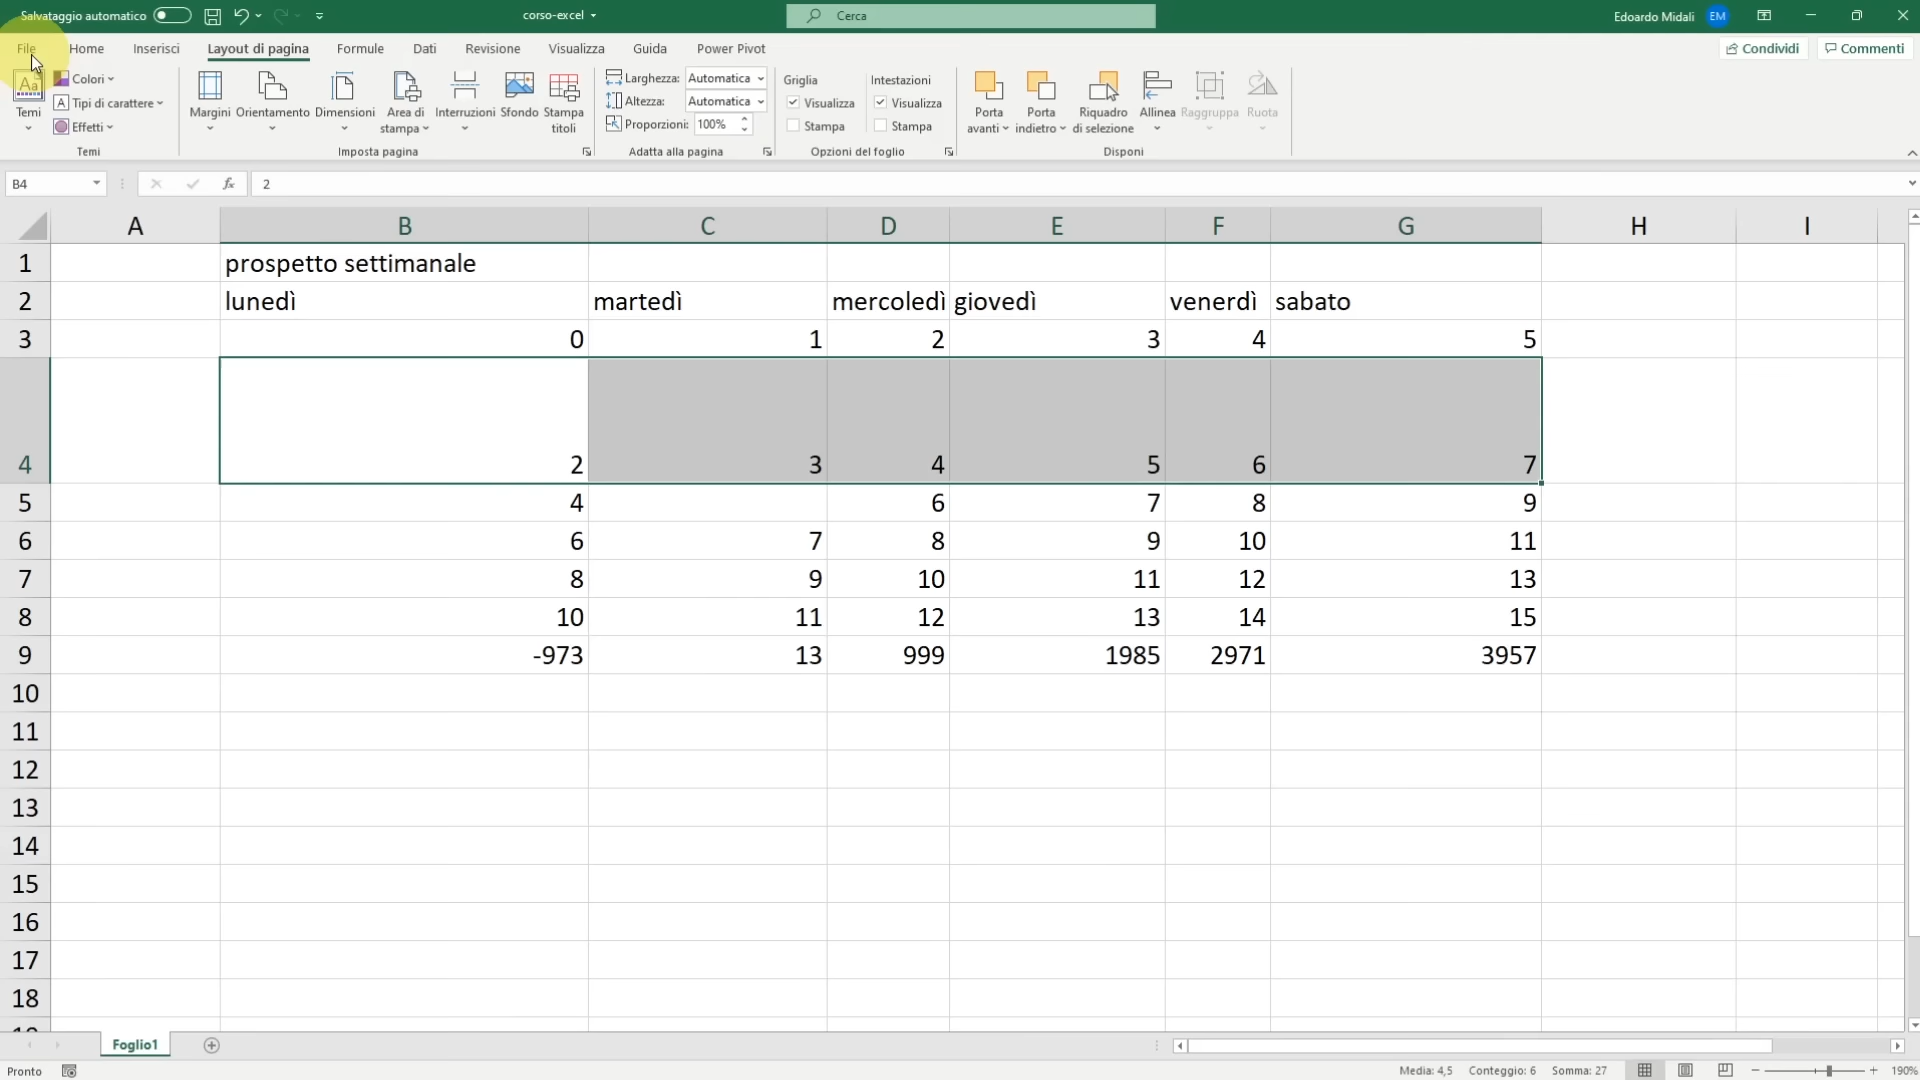 Salvataggio automatico
corso-excel
Cerca
Edoardo Midali EM
File Home Inserisci Layout di pagina Formule Dati Revisione Visualizza Guida Power Pivot
Condividi Commenti
Aa Temi
Colori
A Tipi di carattere
Effetti
Temi
Margini Orientamento Dimensioni Area di stampa Interruzioni Sfondo Stampa titoli
Imposta pagina
Larghezza: Automatica
Altezza: Automatica
Proporzioni: 100%
Adatta alla pagina
Griglia Intestazioni
Visualizza Visualizza
Stampa Stampa
Opzioni del foglio
Porta avanti Porta indietro Riquadro di selezione Allinea Raggruppa Ruota
Disponi
B4 fx 2
A B C D E F G H I
1 prospetto settimanale
2 lunedì martedì mercoledì giovedì venerdì sabato
3 0 1 2 3 4 5
4 2 3 4 5 6 7
5 4 6 7 8 9
6 6 7 8 9 10 11
7 8 9 10 11 12 13
8 10 11 12 13 14 15
9 -973 13 999 1985 2971 3957
10
11
12
13
14
15
16
17
18
Foglio1
Pronto
Media: 4,5 Conteggio: 6 Somma: 27
190%